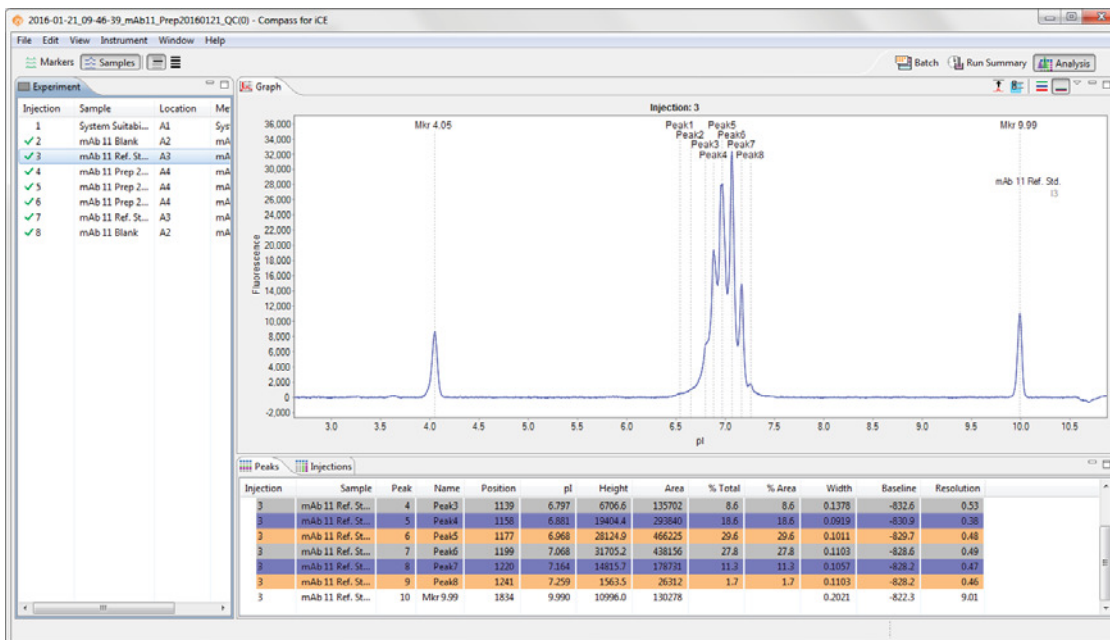 2016-01-21_09-46-39_mAb11_Prep20160121_QC(0) - Compass for iCE
File Edit View Instrument Window Help
Markers Samples Batch Run Summary Analysis
Experiment
Injection Sample Location Me
1 System Suitabi... A1 Sys
2 mAb 11 Blank A2 mA
3 mAb 11 Ref. St... A3 mA
4 mAb 11 Prep 2... A4 mA
5 mAb 11 Prep 2... A4 mA
6 mAb 11 Prep 2... A4 mA
7 mAb 11 Ref. St... A3 mA
8 mAb 11 Blank A2 mA
Graph
Injection: 3
36,000
34,000
32,000
30,000
28,000
26,000
24,000
22,000
20,000
18,000
16,000
14,000
12,000
10,000
8,000
6,000
4,000
2,000
0
-2,000
Fluorescence
Mkr 4.05
Peak1
Peak2
Peak3
Peak4
Peak5
Peak6
Peak7
Peak8
Mkr 9.99
mAb 11 Ref. Std.
I3
3.0 3.5 4.0 4.5 5.0 5.5 6.0 6.5 7.0 7.5 8.0 8.5 9.0 9.5 10.0 10.5
pI
Peaks Injections
Injection Sample Peak Name Position pI Height Area % Total % Area Width Baseline Resolution
3 mAb 11 Ref. St... 4 Peak3 1139 6.797 6706.6 135702 8.6 8.6 0.1378 -832.6 0.53
3 mAb 11 Ref. St... 5 Peak4 1158 6.881 19404.4 293840 18.6 18.6 0.0919 -830.9 0.38
3 mAb 11 Ref. St... 6 Peak5 1177 6.968 28124.9 466225 29.6 29.6 0.1011 -829.7 0.48
3 mAb 11 Ref. St... 7 Peak6 1199 7.068 31705.2 438156 27.8 27.8 0.1103 -828.6 0.49
3 mAb 11 Ref. St... 8 Peak7 1220 7.164 14815.7 178731 11.3 11.3 0.1057 -828.2 0.47
3 mAb 11 Ref. St... 9 Peak8 1241 7.259 1563.5 26312 1.7 1.7 0.1103 -828.2 0.46
3 mAb 11 Ref. St... 10 Mkr 9.99 1834 9.990 10996.0 130278 0.2021 -822.3 9.01